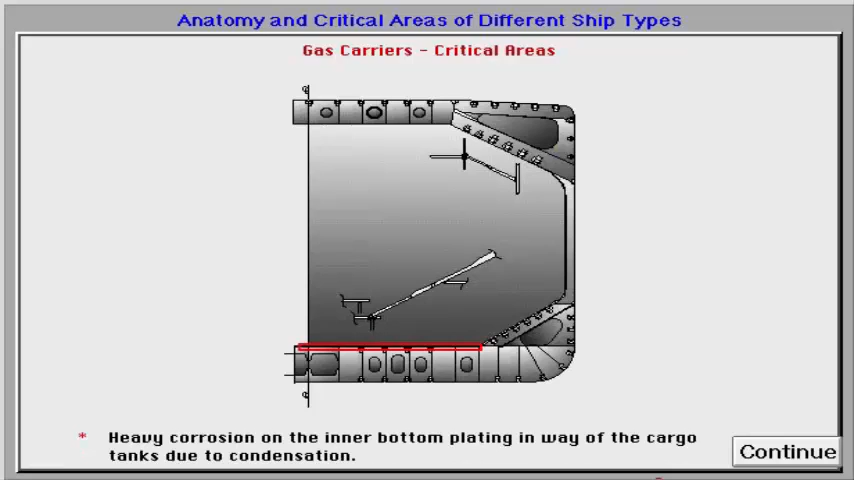 Anatomy and Critical Areas of Different Ship Types
Gas Carriers - Critical Areas
* Heavy corrosion on the inner bottom plating in way of the cargo
tanks due to condensation.
Continue